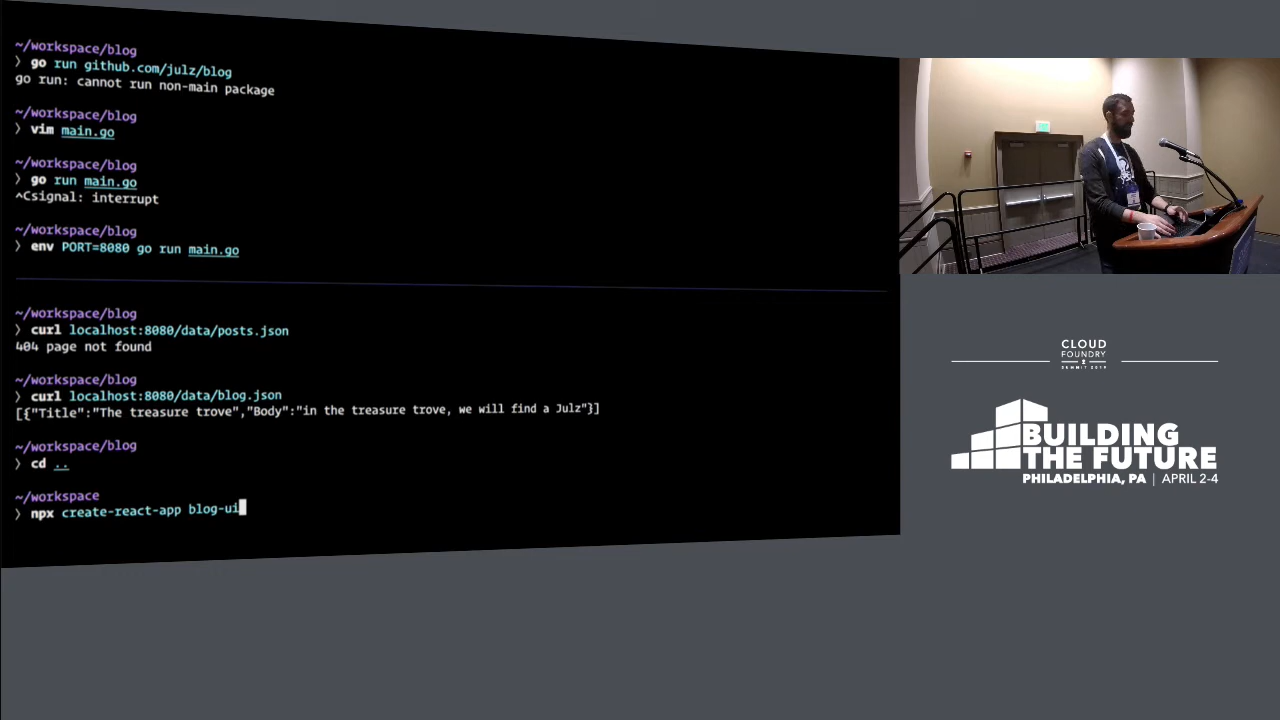 ~/workspace/blog
❯ go run github.com/julz/blog
go run: cannot run non-main package
~/workspace/blog
❯ vim main.go
~/workspace/blog
❯ go run main.go
^Csignal: interrupt
~/workspace/blog
❯ env PORT=8080 go run main.go
~/workspace/blog
❯ curl localhost:8080/data/posts.json
404 page not found
~/workspace/blog
❯ curl localhost:8080/data/blog.json
[{"Title":"The treasure trove","Body":"in the treasure trove, we will find a Julz"}]
~/workspace/blog
❯ cd ..
~/workspace
❯ npx create-react-app blog-ui
CLOUD
FOUNDRY
SUMMIT 2019
BUILDING
THE FUTURE
PHILADELPHIA, PA | APRIL 2-4